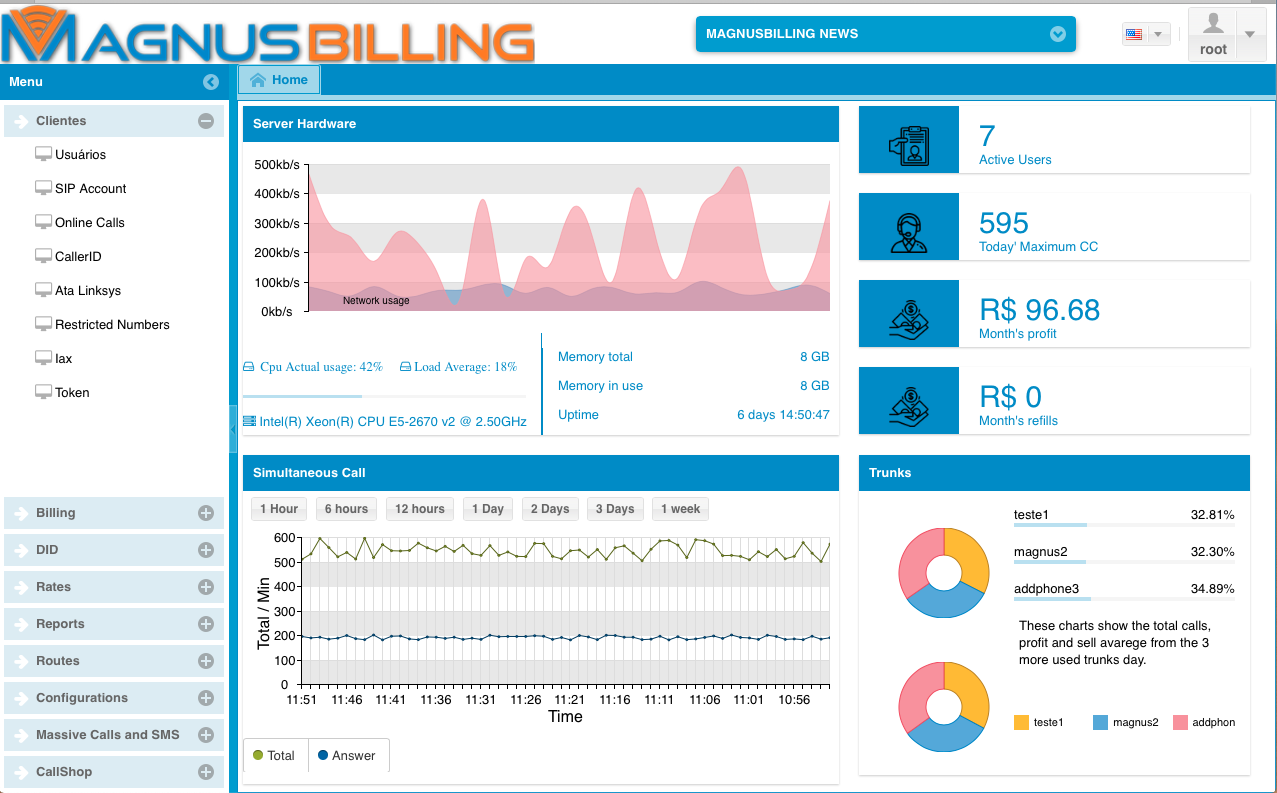 MAGNUSBILLING
MAGNUSBILLING NEWS
root
Menu
Home
Clientes
Usuários
SIP Account
Online Calls
CallerID
Ata Linksys
Restricted Numbers
Iax
Token
Billing
DID
Rates
Reports
Routes
Configurations
Massive Calls and SMS
CallShop
Server Hardware
500kb/s
400kb/s
300kb/s
200kb/s
100kb/s
0kb/s
Network usage
Cpu Actual usage: 42% Load Average: 18%
Intel(R) Xeon(R) CPU E5-2670 v2 @ 2.50GHz
Memory total 8 GB
Memory in use 8 GB
Uptime 6 days 14:50:47
7
Active Users
595
Today' Maximum CC
R$ 96.68
Month's profit
R$ 0
Month's refills
Simultaneous Call
1 Hour 6 hours 12 hours 1 Day 2 Days 3 Days 1 week
600
500
400
300
200
100
0
Total / Min
11:51 11:46 11:41 11:36 11:31 11:26 11:21 11:16 11:11 11:06 11:01 10:56
Time
Total Answer
Trunks
teste1 32.81%
magnus2 32.30%
addphone3 34.89%
These charts show the total calls,
profit and sell avarege from the 3
more used trunks day.
teste1 magnus2 addphon